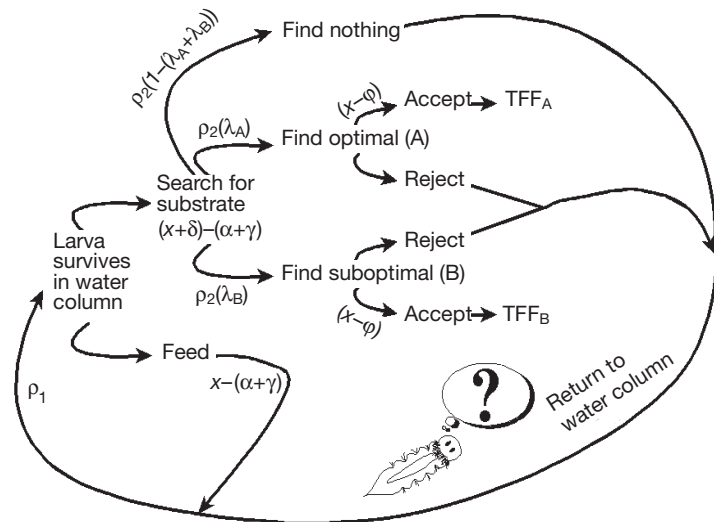 Find nothing
ρ2(1–(λA+λB))
(x–φ)
Accept
TFFA
ρ2(λA)
Find optimal (A)
Search for
substrate
(x+δ)–(α+γ)
Reject
Larva
survives
in water
column
Reject
Find suboptimal (B)
ρ2(λB)
(x–φ)
Accept
TFFB
Feed
x–(α+γ)
ρ1
?
Return to
water column